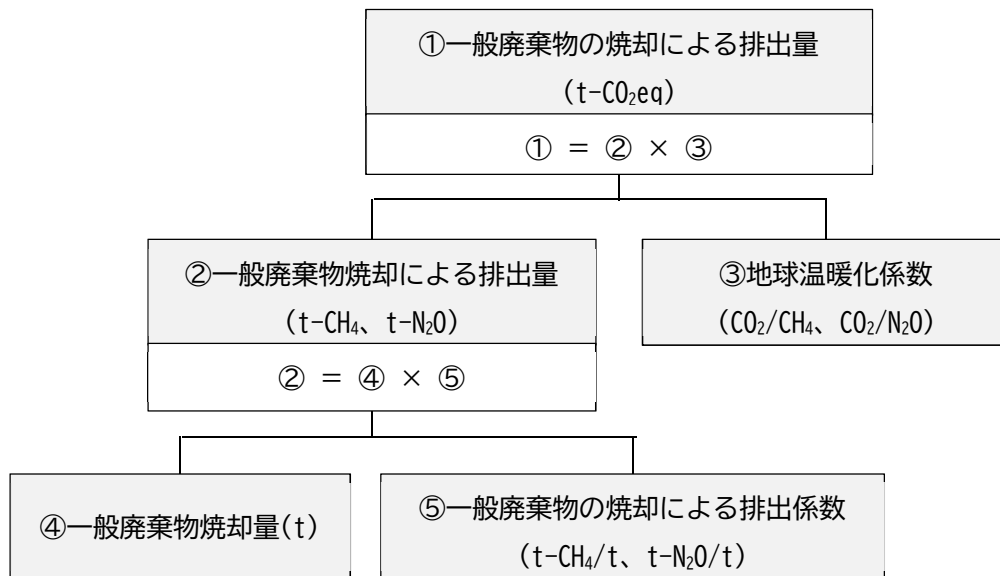 ①一般廃棄物の焼却による排出量
(t-CO₂eq)
① = ② × ③
②一般廃棄物焼却による排出量
(t-CH₄、t-N₂O)
② = ④ × ⑤
③地球温暖化係数
(CO₂/CH₄、CO₂/N₂O)
④一般廃棄物焼却量(t)
⑤一般廃棄物の焼却による排出係数
(t-CH₄/t、t-N₂O/t)